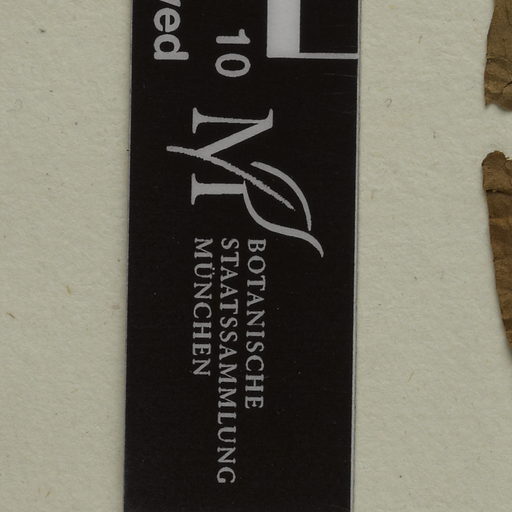 10
ved
BOTANISCHE
STAATSSAMMLUNG
MÜNCHEN